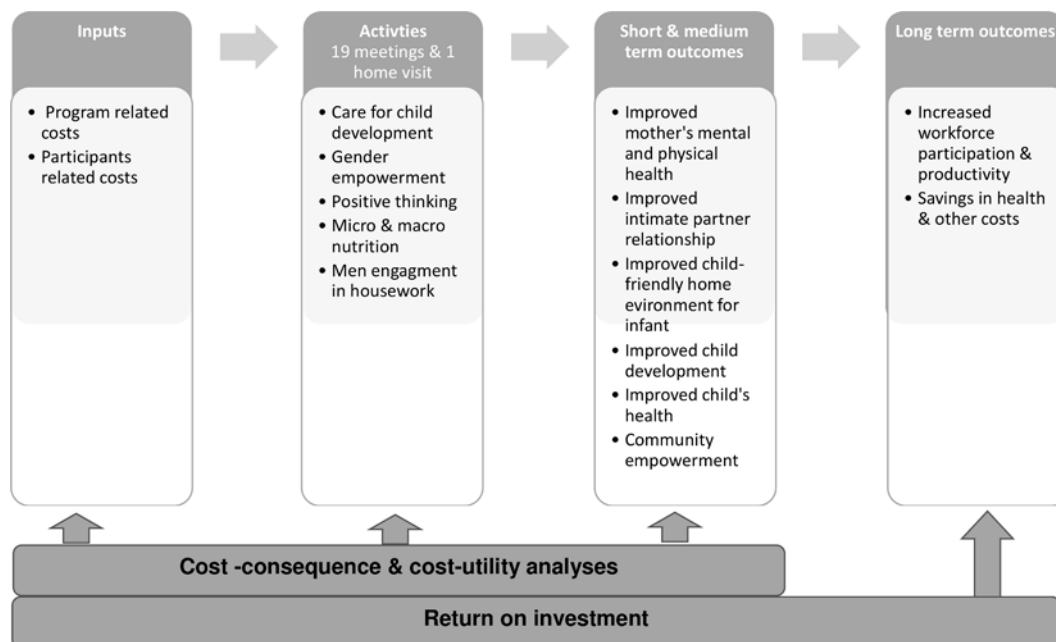 Inputs
• Program related
costs
• Participants
related costs
Activties
19 meetings & 1
home visit
• Care for child
development
• Gender
empowerment
• Positive thinking
• Micro & macro
nutrition
• Men engagment
in housework
Short & medium
term outcomes
• Improved
mother's mental
and physical
health
• Improved
intimate partner
relationship
• Improved child-
friendly home
evironment for
infant
• Improved child
development
• Improved child's
health
• Community
empowerment
Long term outcomes
• Increased
workforce
participation &
productivity
• Savings in health
& other costs
Cost -consequence & cost-utility analyses
Return on investment